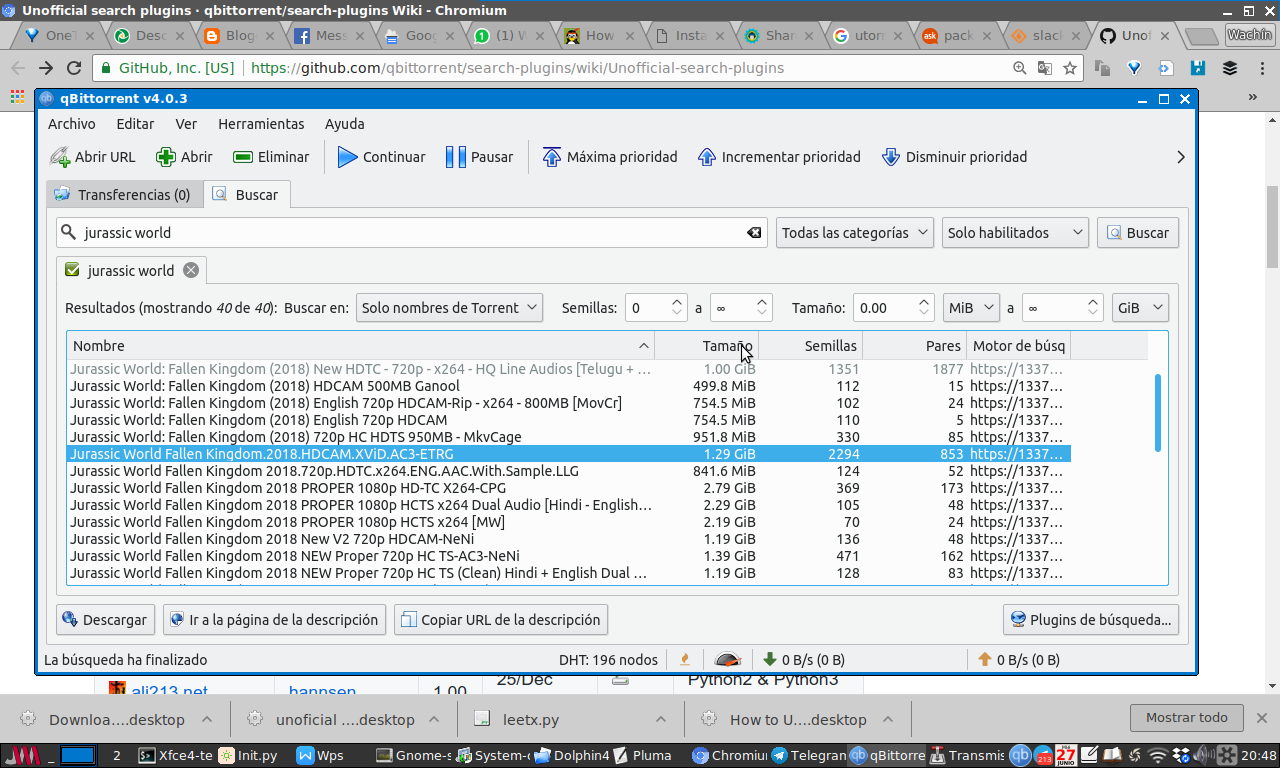 Unofficial search plugins · qbittorrent/search-plugins Wiki - Chromium
OneT Desc Blog Mess Goog (1) W How Insta Shar utor pack slac Unof Wachin
GitHub, Inc. [US] https://github.com/qbittorrent/search-plugins/wiki/Unofficial-search-plugins
»
qBittorrent v4.0.3
Archivo Editar Ver Herramientas Ayuda
Abrir URL Abrir Eliminar Continuar Pausar Máxima prioridad Incrementar prioridad Disminuir prioridad
Transferencias (0) Buscar
jurassic world Todas las categorías Solo habilitados Buscar
jurassic world
Resultados (mostrando 40 de 40): Buscar en: Solo nombres de Torrent Semillas: 0 a ∞ Tamaño: 0.00 MiB a ∞ GiB
Nombre Tamaño Semillas Pares Motor de búsq
Jurassic World: Fallen Kingdom (2018) New HDTC - 720p - x264 - HQ Line Audios [Telugu + ... 1.00 GiB 1351 1877 https://1337...
Jurassic World: Fallen Kingdom (2018) HDCAM 500MB Ganool 499.8 MiB 112 15 https://1337...
Jurassic World: Fallen Kingdom (2018) English 720p HDCAM-Rip - x264 - 800MB [MovCr] 754.5 MiB 102 24 https://1337...
Jurassic World: Fallen Kingdom (2018) English 720p HDCAM 754.5 MiB 110 5 https://1337...
Jurassic World: Fallen Kingdom (2018) 720p HC HDTS 950MB - MkvCage 951.8 MiB 330 85 https://1337...
Jurassic World Fallen Kingdom.2018.HDCAM.XViD.AC3-ETRG 1.29 GiB 2294 853 https://1337...
Jurassic World Fallen Kingdom 2018.720p.HDTC.x264.ENG.AAC.With.Sample.LLG 841.6 MiB 124 52 https://1337...
Jurassic World Fallen Kingdom 2018 PROPER 1080p HD-TC X264-CPG 2.79 GiB 369 173 https://1337...
Jurassic World Fallen Kingdom 2018 PROPER 1080p HCTS x264 Dual Audio [Hindi - English... 2.29 GiB 105 48 https://1337...
Jurassic World Fallen Kingdom 2018 PROPER 1080p HCTS x264 [MW] 2.19 GiB 70 24 https://1337...
Jurassic World Fallen Kingdom 2018 New V2 720p HDCAM-NeNi 1.19 GiB 136 48 https://1337...
Jurassic World Fallen Kingdom 2018 NEW Proper 720p HC TS-AC3-NeNi 1.39 GiB 471 162 https://1337...
Jurassic World Fallen Kingdom 2018 NEW Proper 720p HC TS (Clean) Hindi + English Dual ... 1.19 GiB 128 83 https://1337...
Descargar Ir a la página de la descripción Copiar URL de la descripción Plugins de búsqueda...
La búsqueda ha finalizado DHT: 196 nodos 0 B/s (0 B) 0 B/s (0 B)
ali213.net hannsen 1.00 25/Dec Python2 & Python3
Downloa....desktop unoficial ....desktop leetx.py How to U....desktop Mostrar todo
2 Xfce4-te Init.py Wps Gnome-s System- Dolphin4 Pluma Chromiu Telegran qBittorre Transmis 213 27 JUNIO 20:48